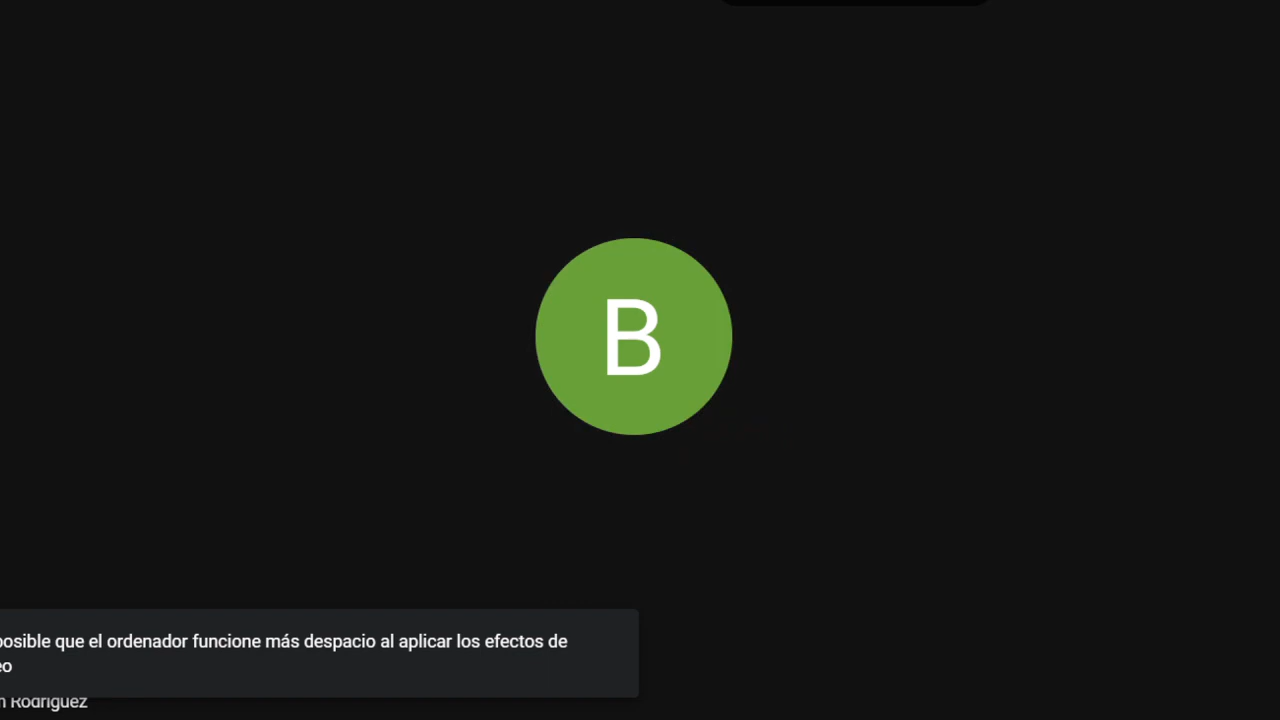 B
posible que el ordenador funcione más despacio al aplicar los efectos de
eo
n Rodriguez